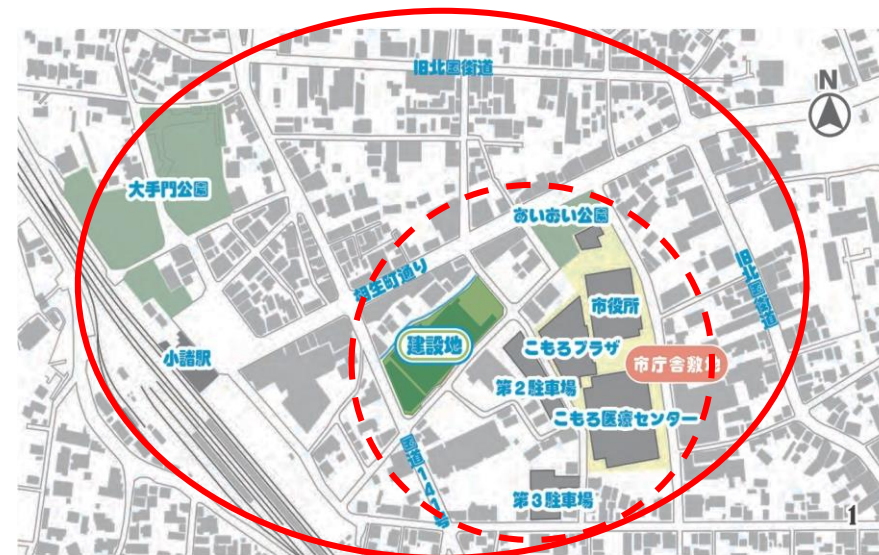 旧北国街道
N
大手門公園
あいおい公園
相生町通り
旧北国街道
市役所
建設地
こもろプラザ
小諸駅
市庁舎敷地
第2駐車場
こもろ医療センター
国道141号
第3駐車場
1